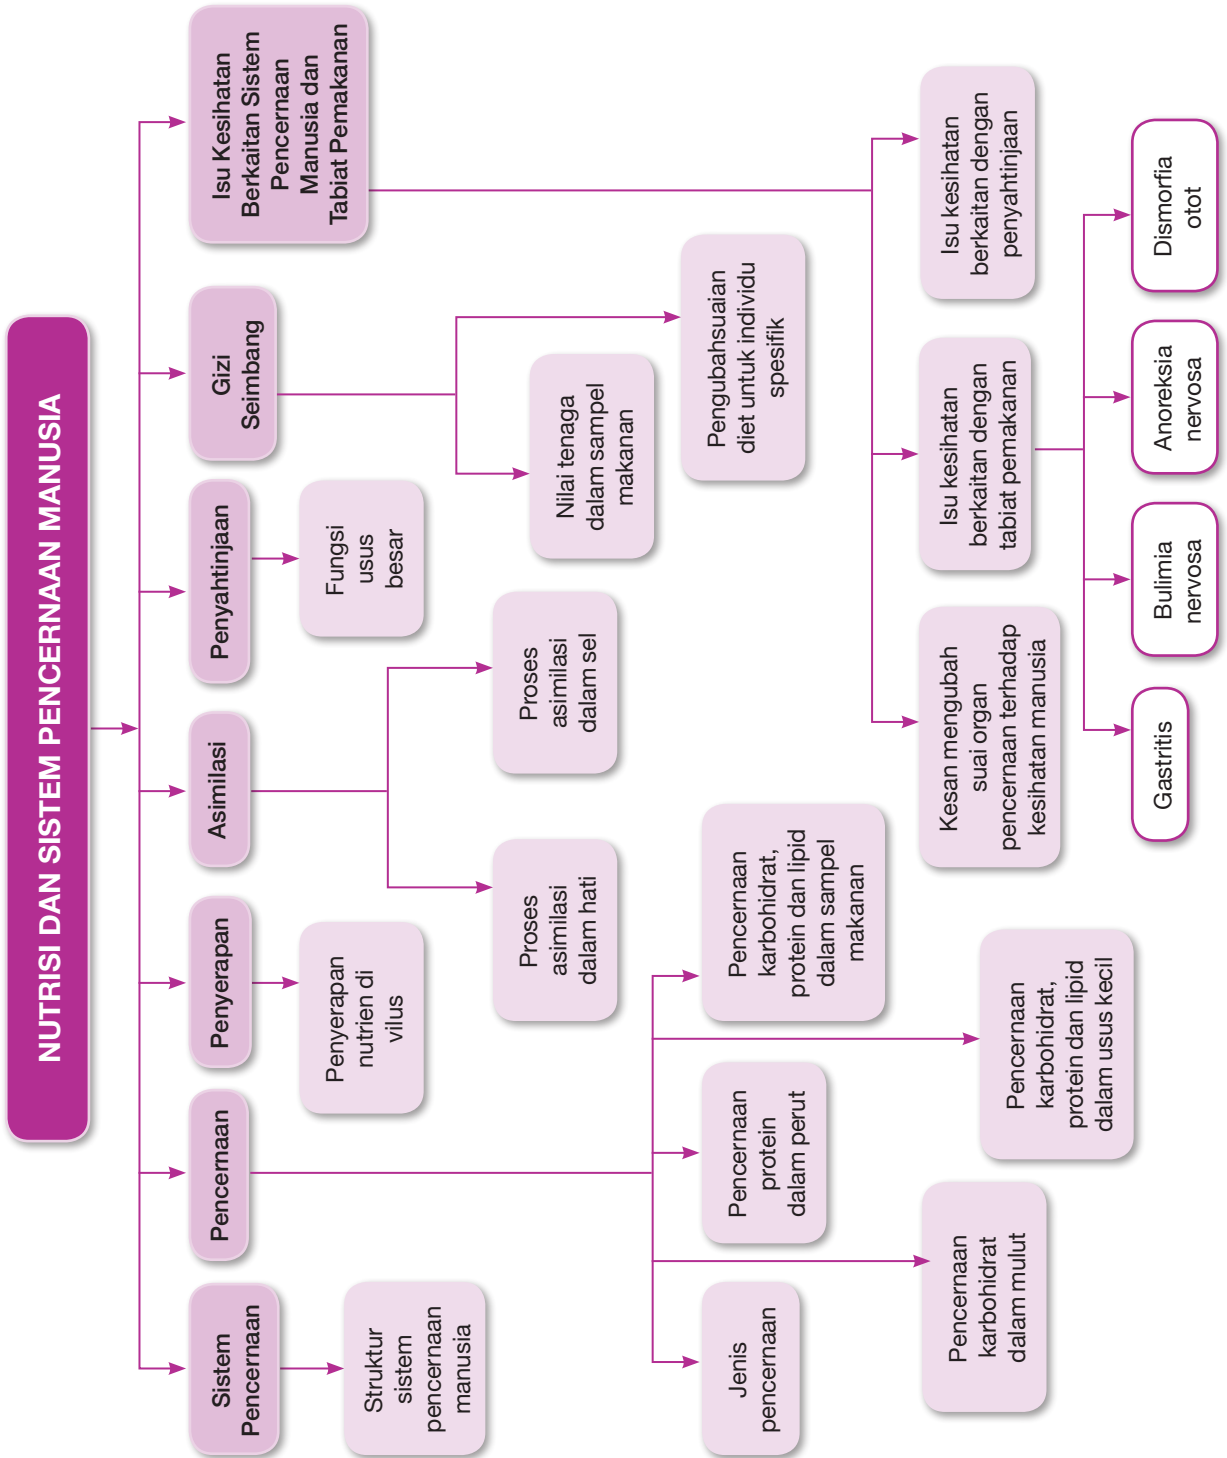 NUTRISI DAN SISTEM PENCERNAAN MANUSIA
Sistem
Pencernaan
Struktur
sistem
pencernaan
manusia
Pencernaan
Jenis
pencernaan
Pencernaan
karbohidrat
dalam mulut
Pencernaan
protein
dalam perut
Pencernaan
karbohidrat,
protein dan lipid
dalam usus kecil
Pencernaan
karbohidrat,
protein dan lipid
dalam sampel
makanan
Penyerapan
Penyerapan
nutrien di
vilus
Asimilasi
Proses
asimilasi
dalam hati
Proses
asimilasi
dalam sel
Penyahtinjaan
Fungsi
usus
besar
Gizi
Seimbang
Nilai tenaga
dalam sampel
makanan
Pengubahsuaian
diet untuk individu
spesifik
Isu Kesihatan
Berkaitan Sistem
Pencernaan
Manusia dan
Tabiat Pemakanan
Kesan mengubah
suai organ
pencernaan terhadap
kesihatan manusia
Isu kesihatan
berkaitan dengan
tabiat pemakanan
Gastritis
Bulimia
nervosa
Anoreksia
nervosa
Dismorfia
otot
Isu kesihatan
berkaitan dengan
penyahtinjaan